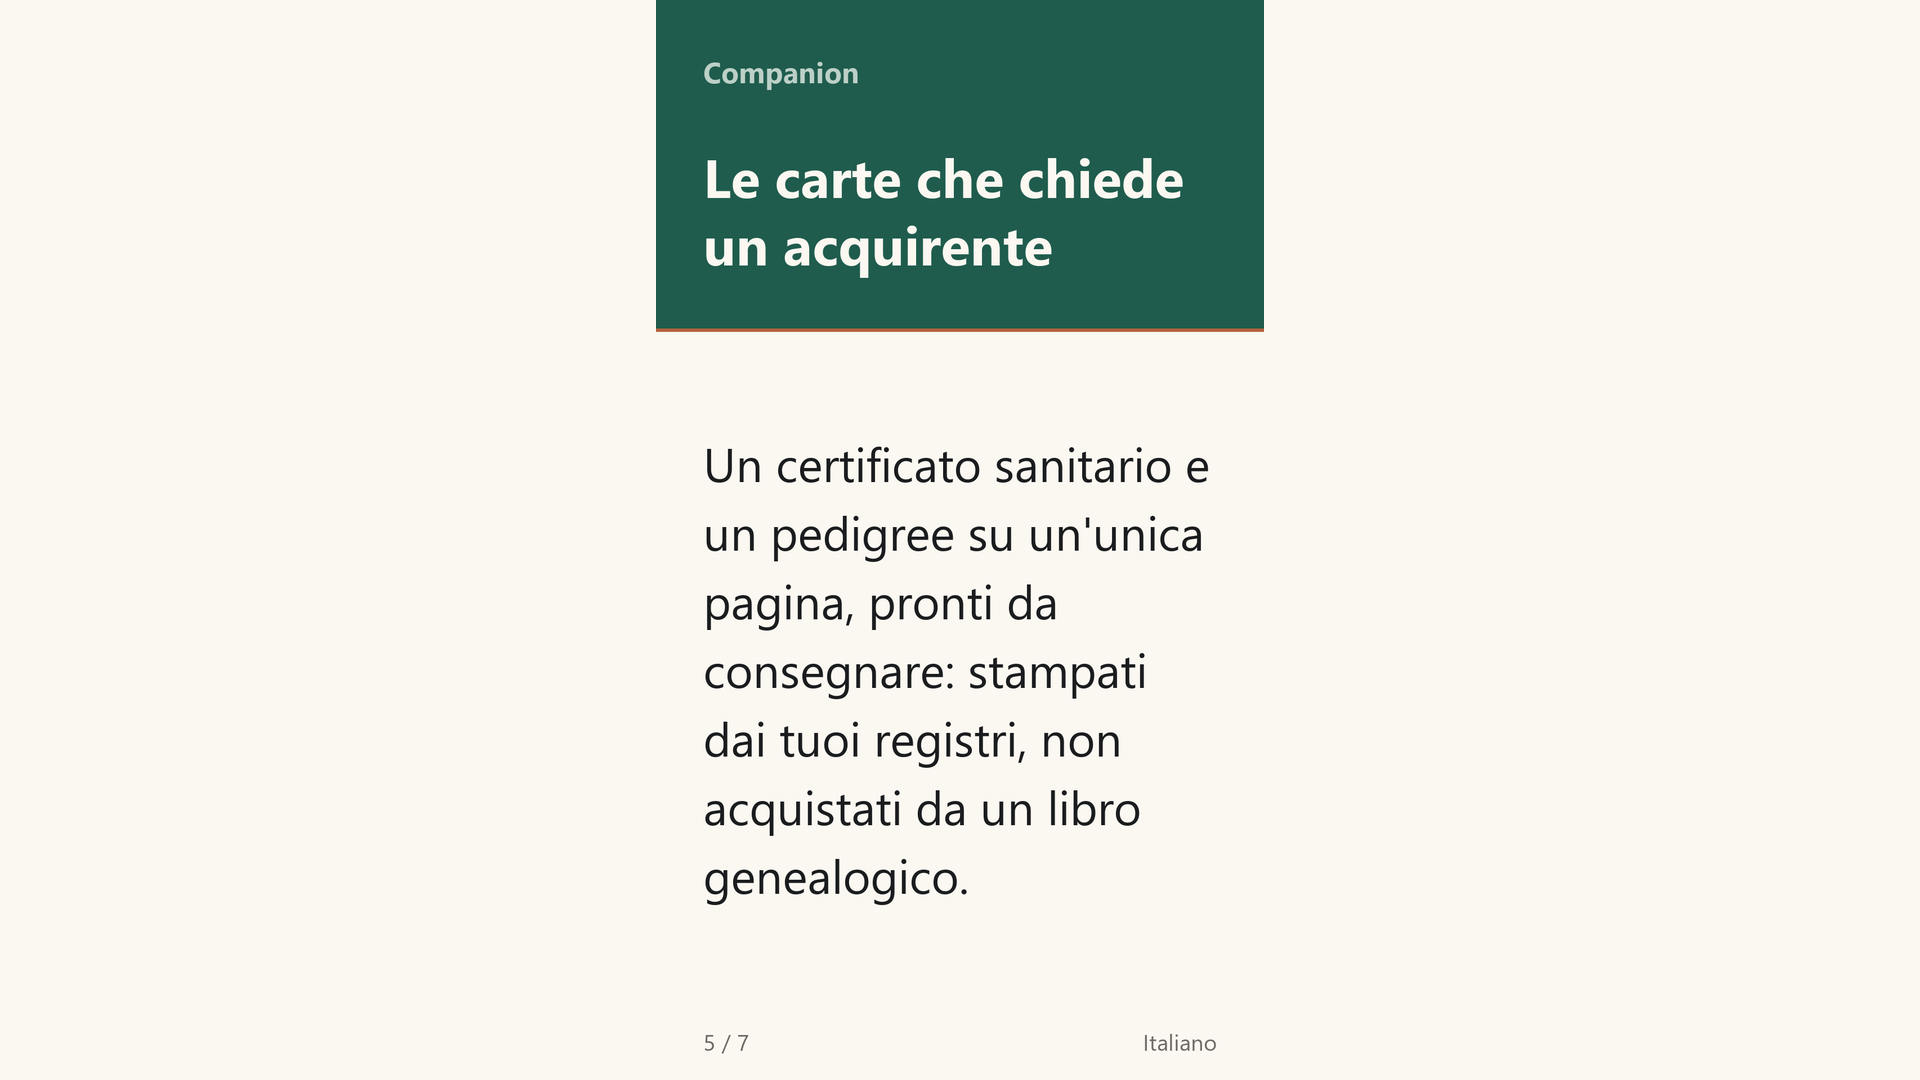 Companion
Le carte che chiede
un acquirente
Un certificato sanitario e
un pedigree su un'unica
pagina, pronti da
consegnare: stampati
dai tuoi registri, non
acquistati da un libro
genealogico.
5 / 7
Italiano